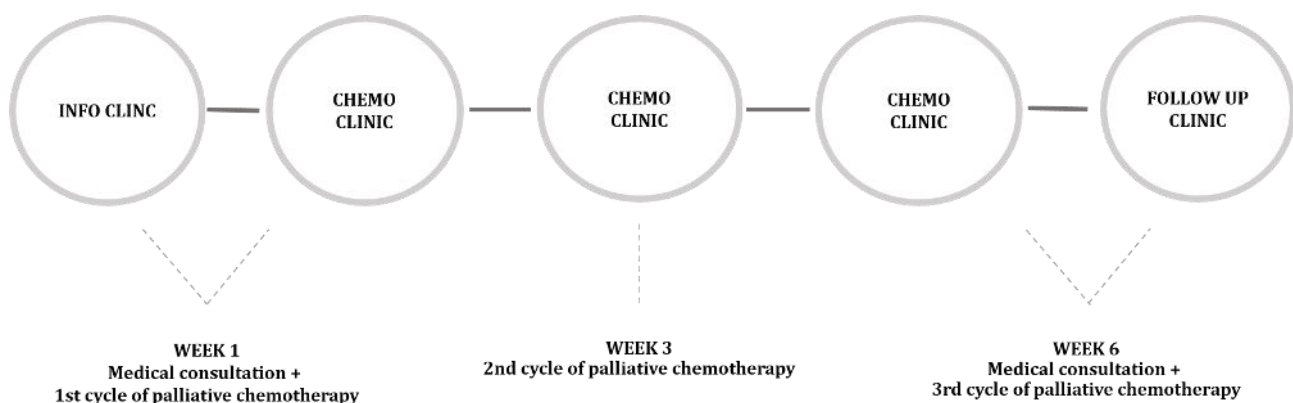 INFO CLINC
CHEMO
CLINIC
CHEMO
CLINIC
CHEMO
CLINIC
FOLLOW UP
CLINIC
WEEK 1
Medical consultation +
1st cycle of palliative chemotherapy
WEEK 3
2nd cycle of palliative chemotherapy
WEEK 6
Medical consultation +
3rd cycle of palliative chemotherapy